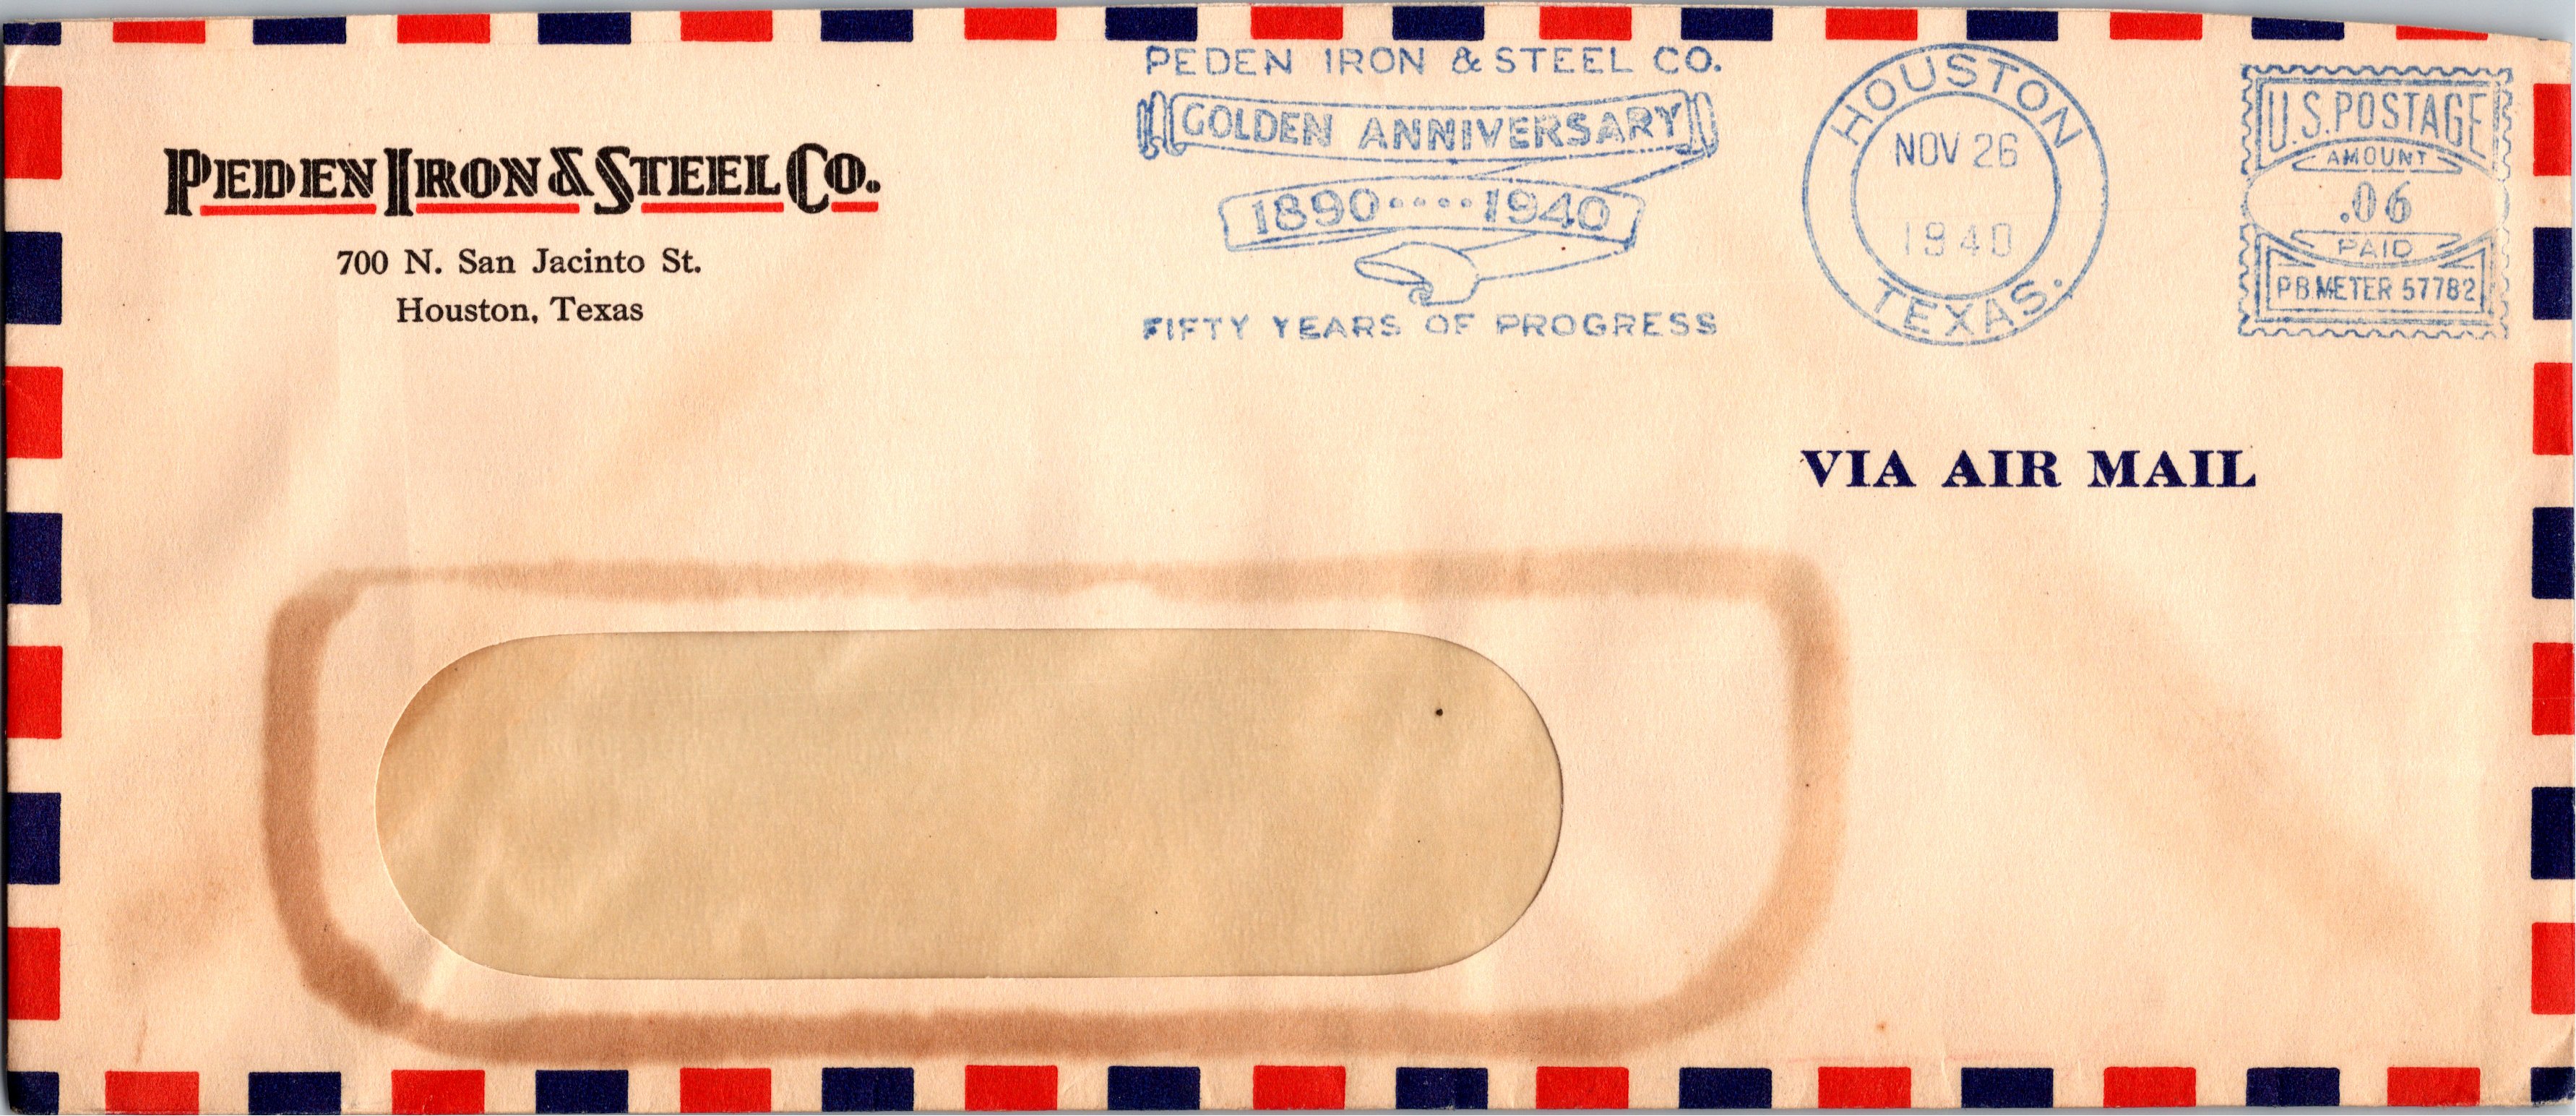 PEDEN IRON & STEEL CO.
700 N. San Jacinto St.
Houston, Texas
PEDEN IRON & STEEL CO.
GOLDEN ANNIVERSARY
1890····1940
FIFTY YEARS OF PROGRESS
HOUSTON
NOV 26
1940
TEXAS.
U.S. POSTAGE
AMOUNT
.06
PAID
P.B. METER 57782
VIA AIR MAIL